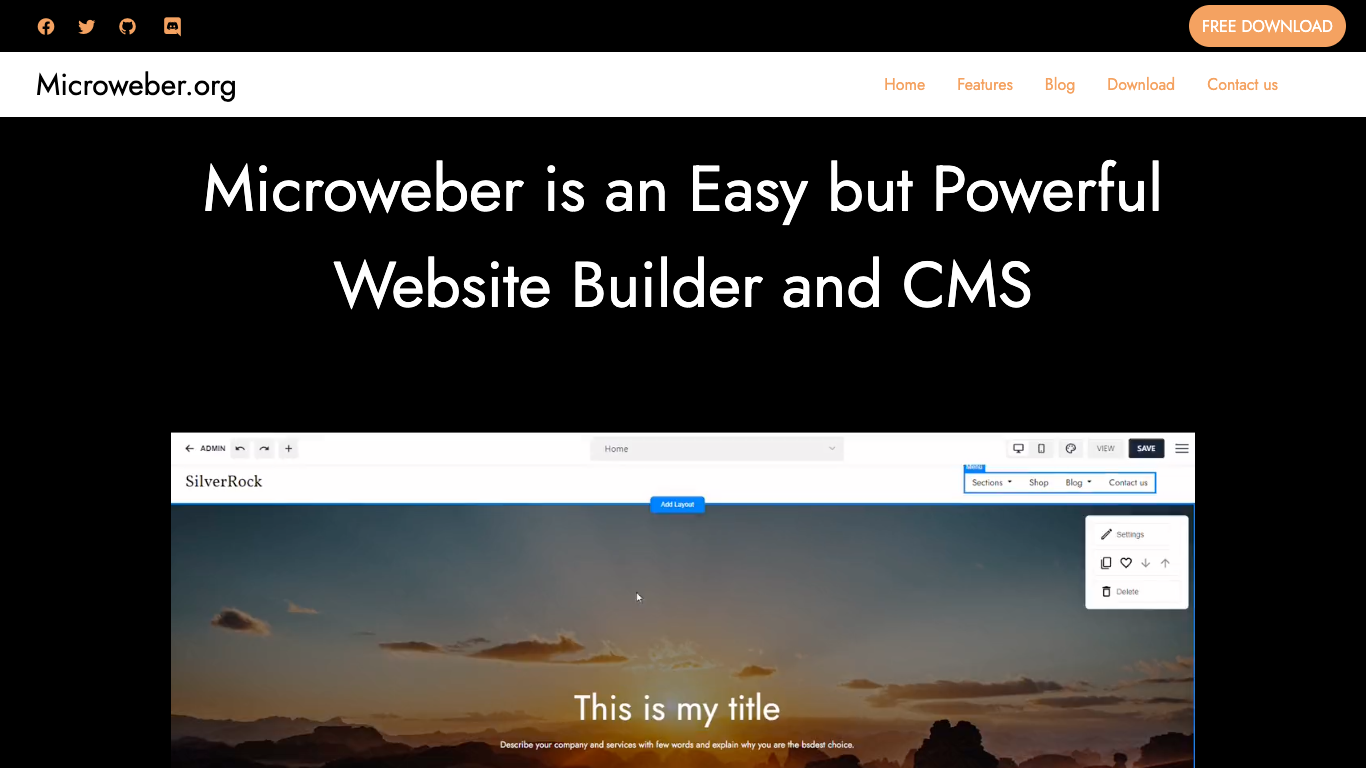 FREE DOWNLOAD
Microweber.org
Home Features Blog Download Contact us
Microweber is an Easy but Powerful
Website Builder and CMS
ADMIN
Home
VIEW SAVE
Menu
SilverRock
Sections Shop Blog Contact us
Add Layout
Settings
Delete
This is my title
Describe your company and services with few words and explain why you are the bsdest choice.